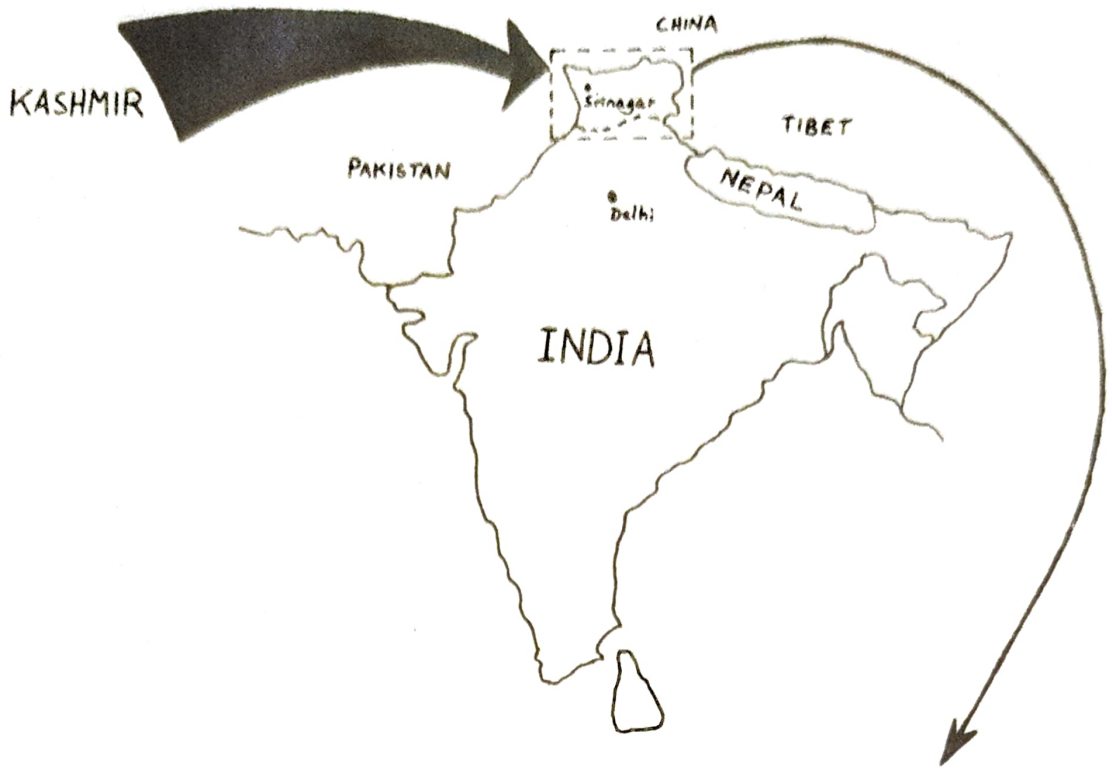 CHINA
KASHMIR
Srinagar
TIBET
PAKISTAN
NEPAL
Delhi
INDIA